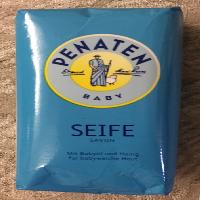 PENATEN
BABY
SEIFE
SAVON
Mit Babyöl und Honig
für babyweiche Haut